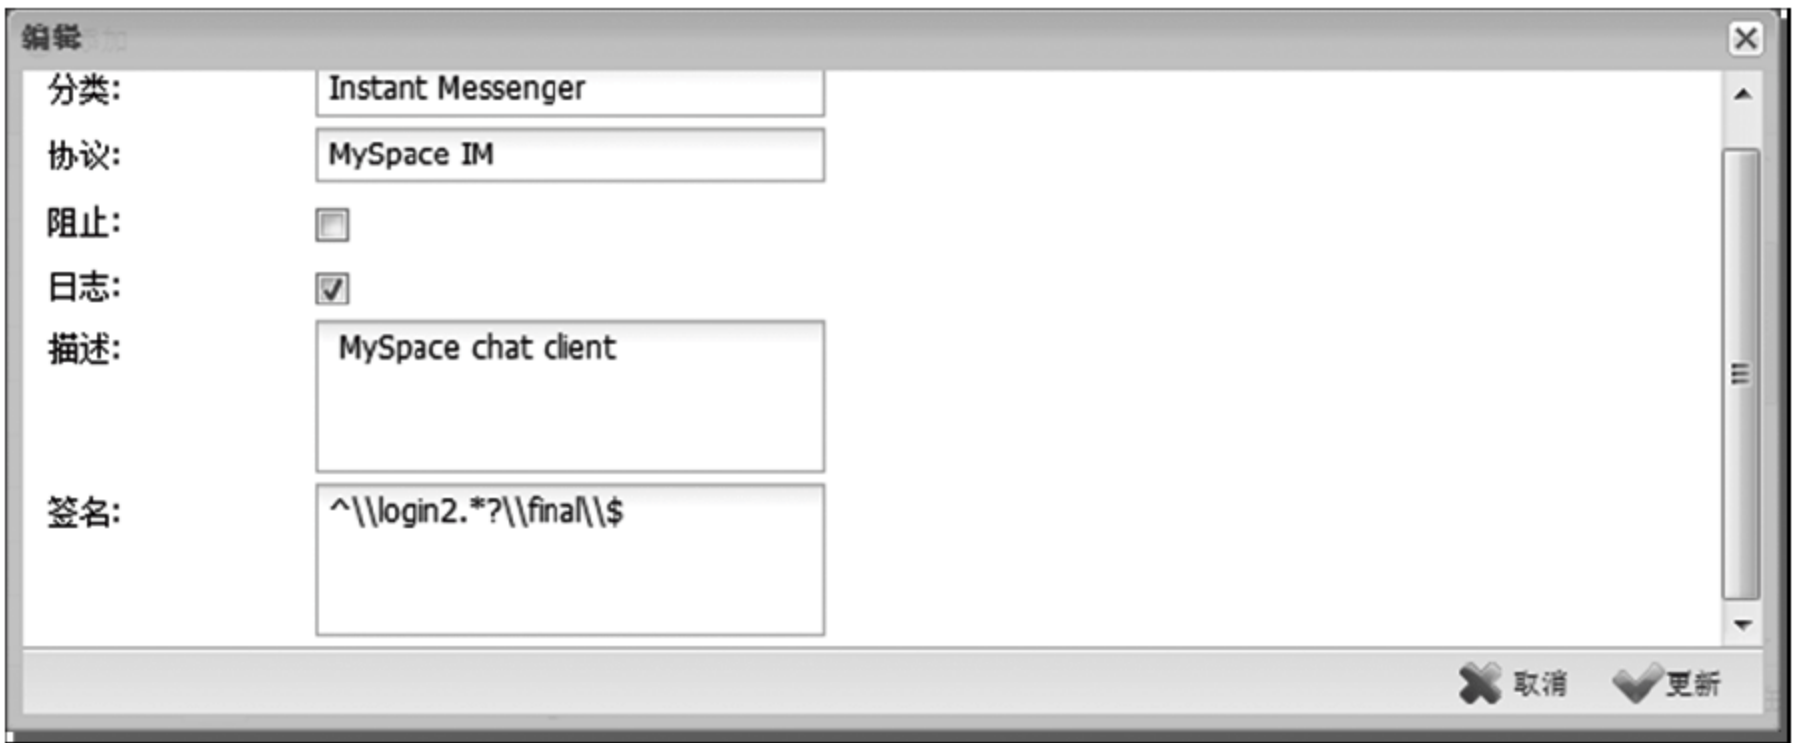 编辑
分类: Instant Messenger
协议: MySpace IM
阻止:
日志:
描述: MySpace chat client
签名: ^\\login2.*?\\final\\$
取消 更新